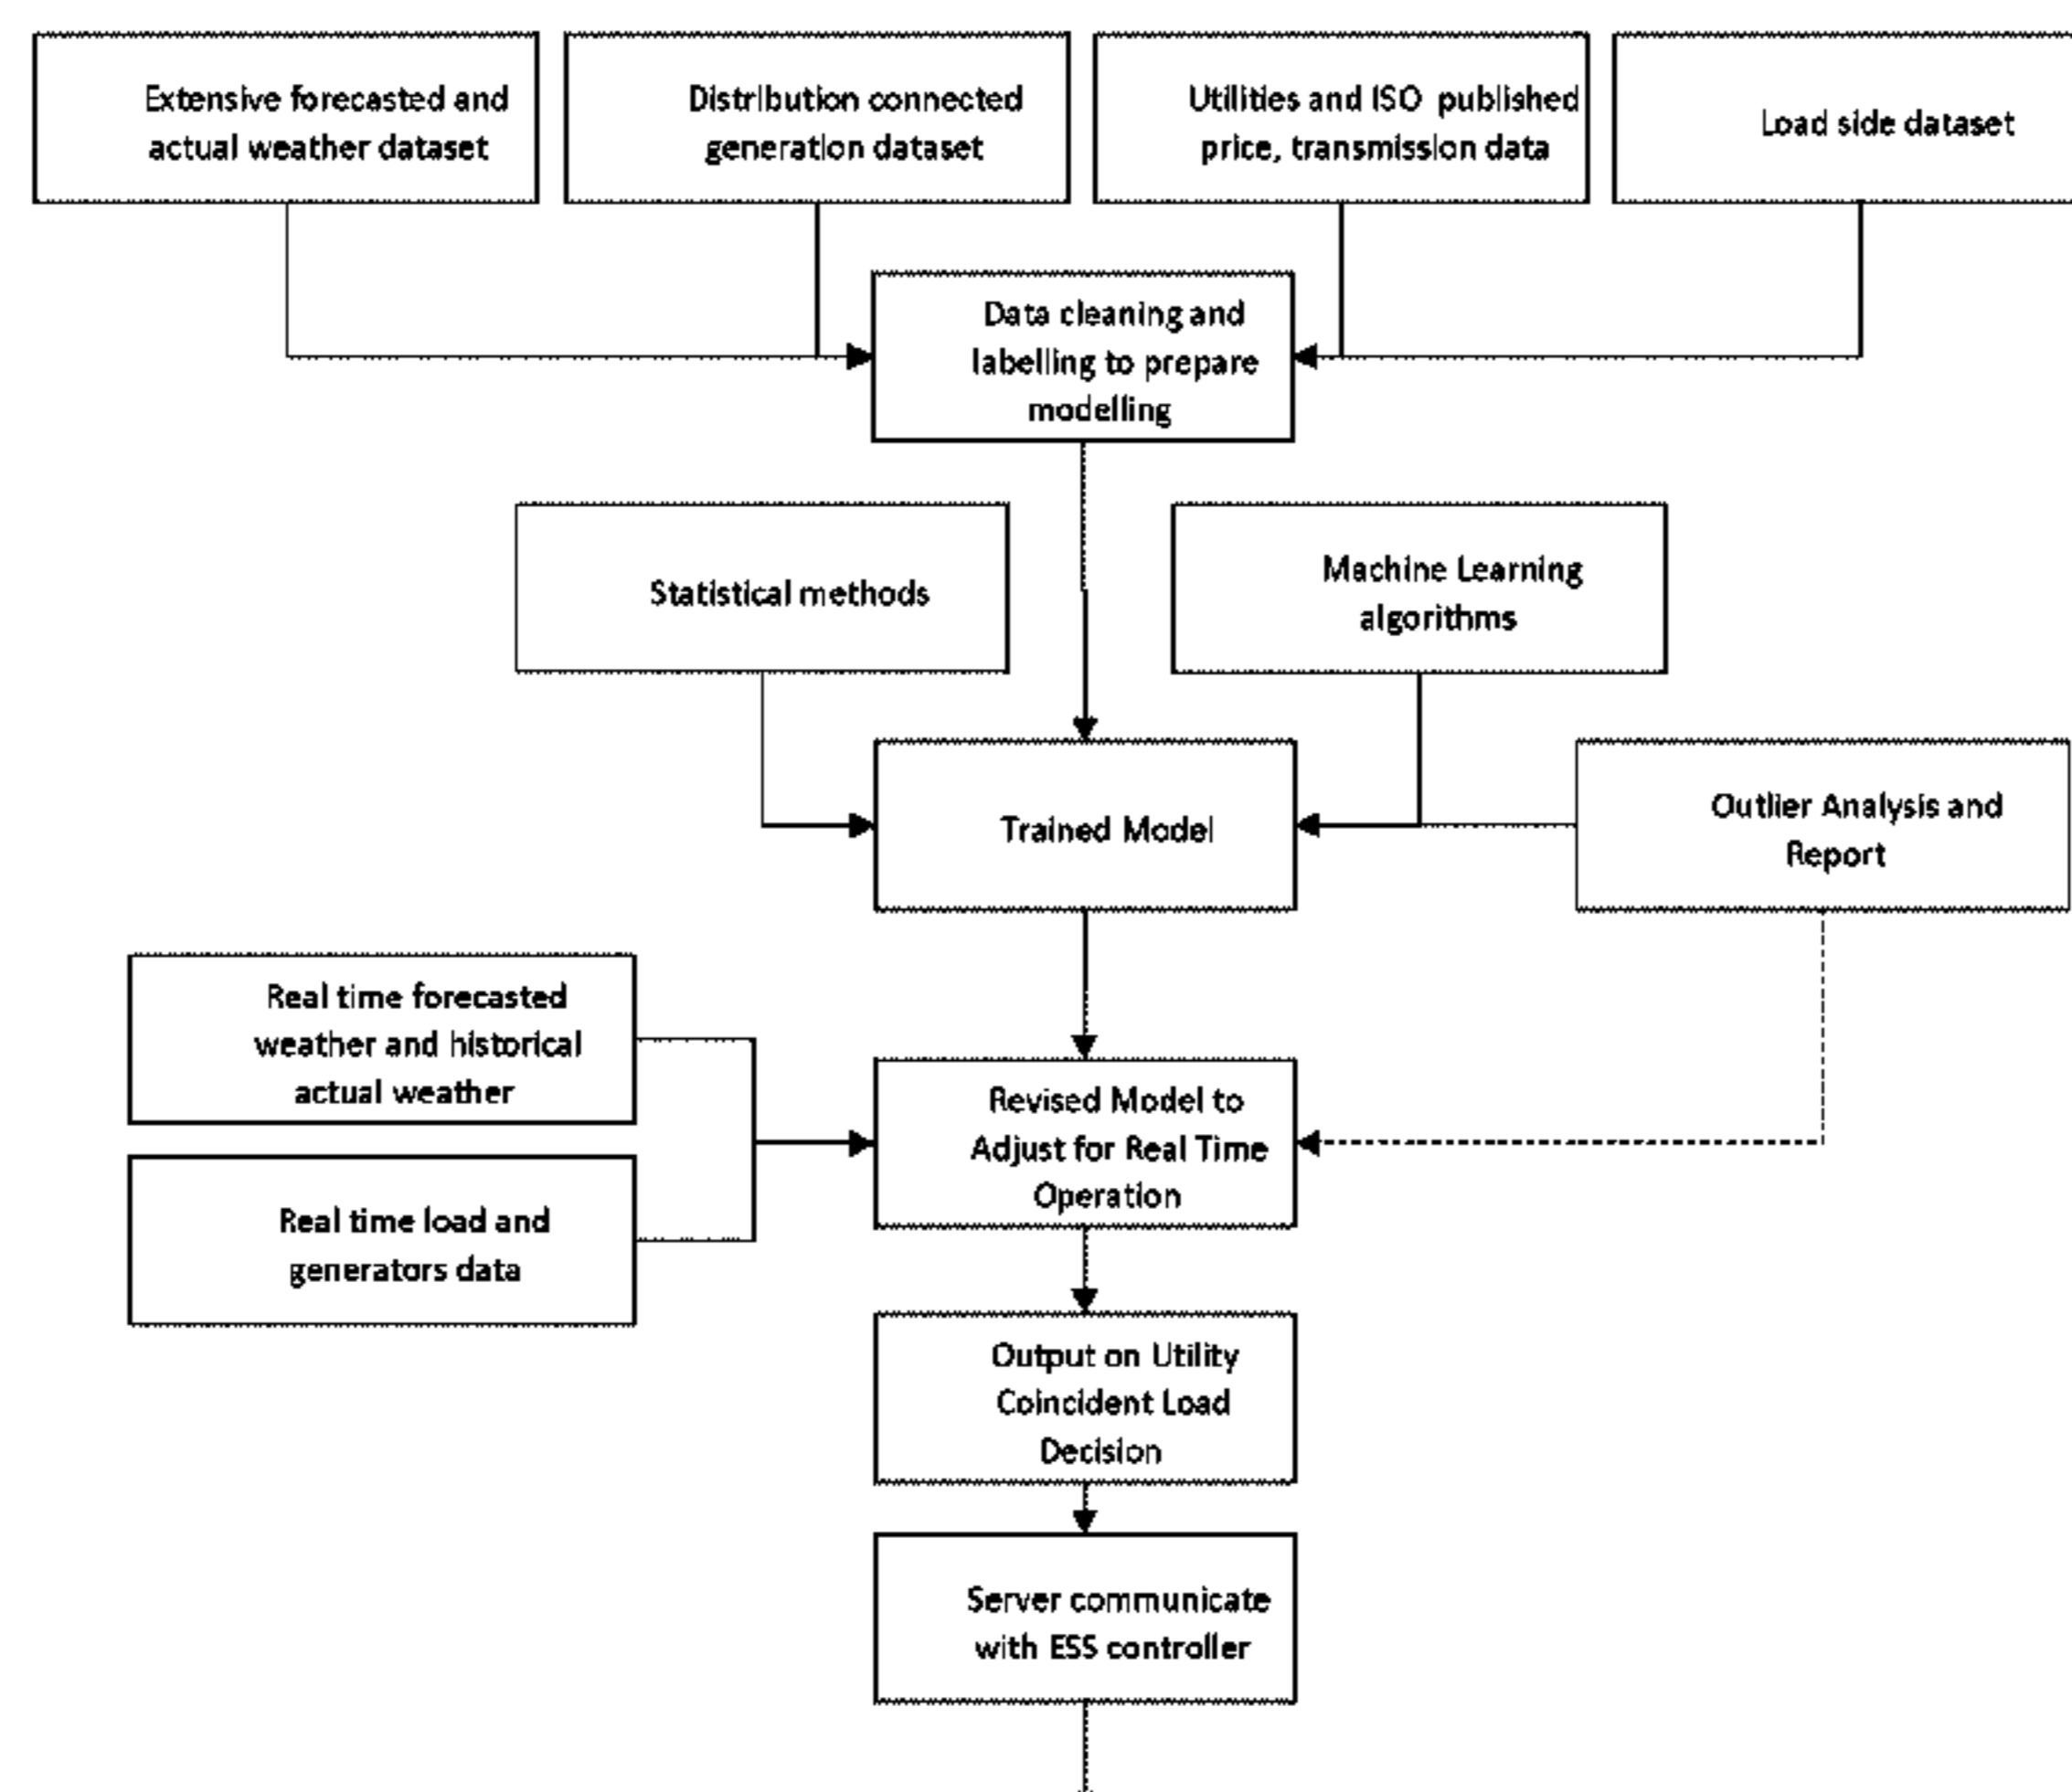 Extensive forecasted and
actual weather dataset
Distribution connected
generation dataset
Utilities and ISO published
price, transmission data
Load side dataset
Data cleaning and
labelling to prepare
modelling
Statistical methods
Machine Learning
algorithms
Trained Model
Outlier Analysis and
Report
Real time forecasted
weather and historical
actual weather
Revised Model to
Adjust for Real Time
Operation
Real time load and
generators data
Output on Utility
Coincident Load
Decision
Server communicate
with ESS controller